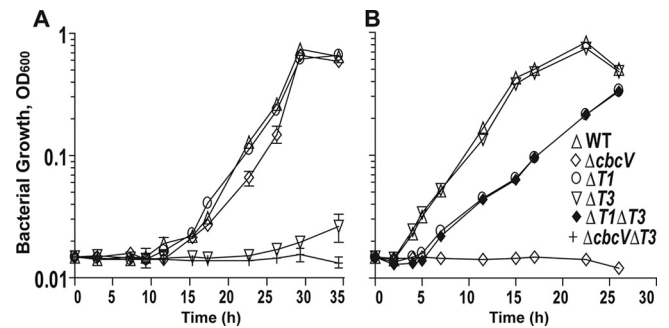 A
B
Bacterial Growth, OD600
1
0.1
0.01
0 5 10 15 20 25 30 35
Time (h)
0 5 10 15 20 25 30
Time (h)
△ WT
◇ ΔcbcV
○ ΔT1
▽ ΔT3
◆ ΔT1ΔT3
+ ΔcbcVΔT3